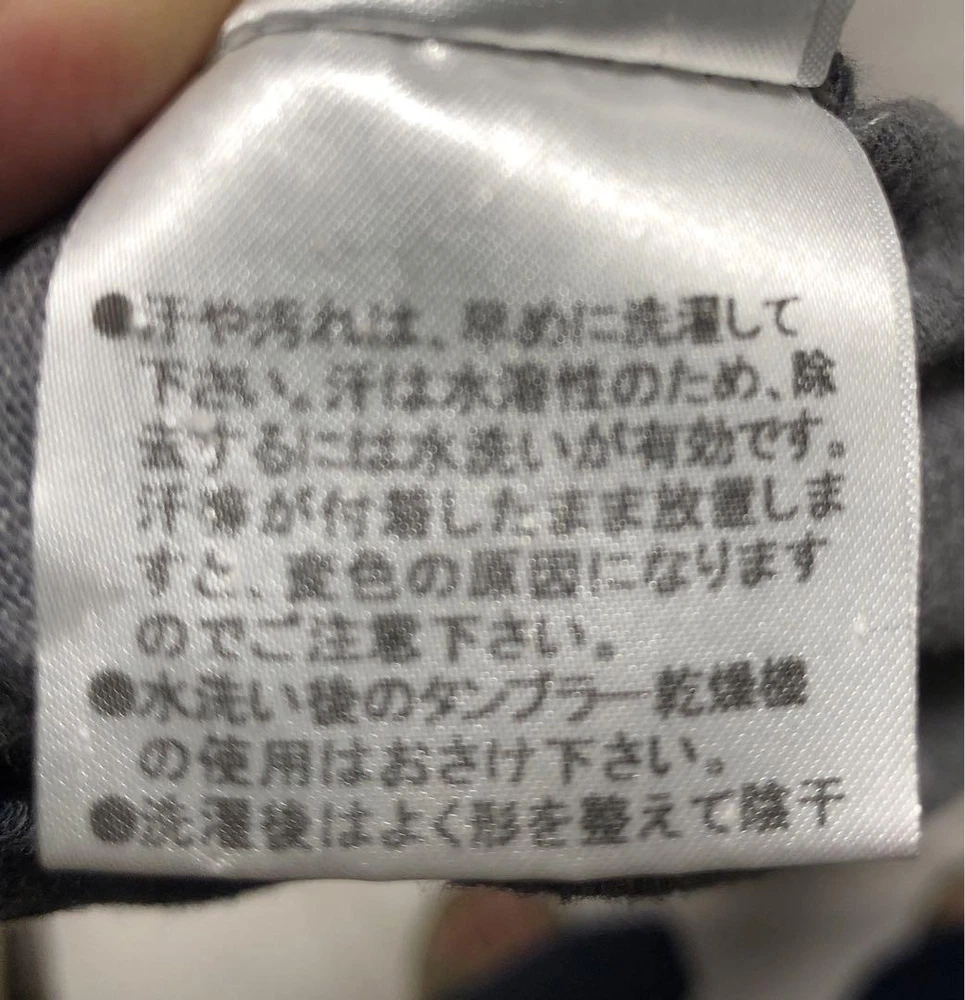 ●汗や汚れは、早めに洗濯して
下さい。汗は水溶性のため、除
去するには水洗いが有効です。
汗等が付着したまま放置しま
すと、変色の原因になります
のでご注意下さい。
●水洗い後のタンブラー乾燥機
の使用はおさけ下さい。
●洗濯後はよく形を整えて陰干